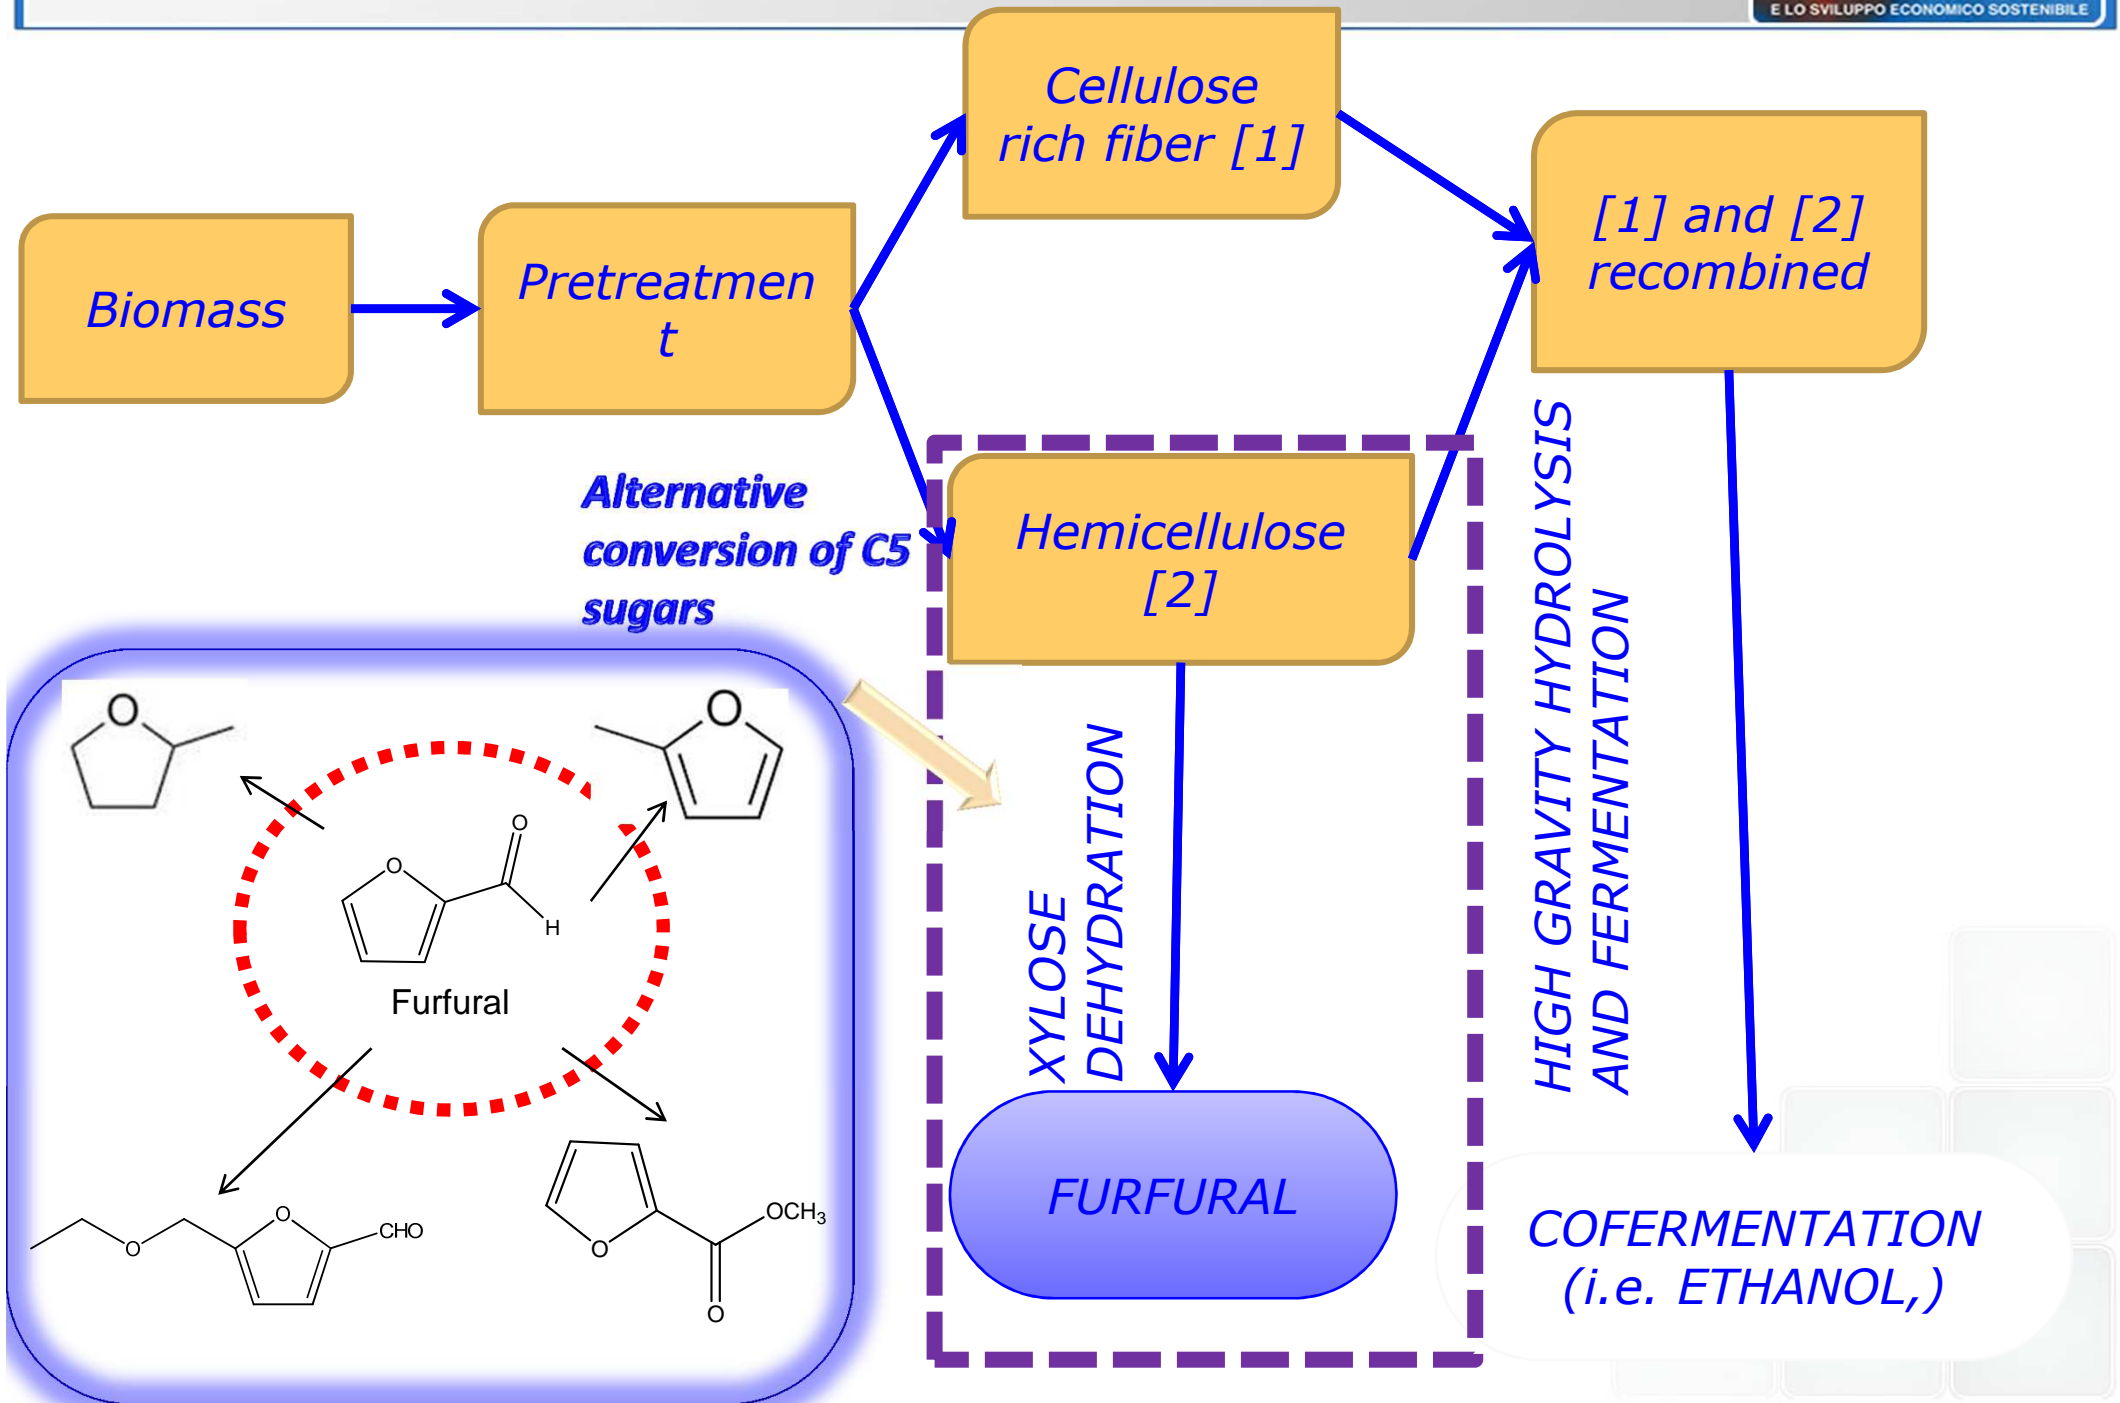 E LO SVILUPPO ECONOMICO SOSTENIBILE
Cellulose
rich fiber [1]
[1] and [2]
recombined
Biomass
Pretreatmen
t
Alternative
conversion of C5
sugars
Hemicellulose
[2]
XYLOSE
DEHYDRATION
HIGH GRAVITY HYDROLYSIS
AND FERMENTATION
O
O
O
O
H
Furfural
O
O
CHO
O
OCH3
O
FURFURAL
COFERMENTATION
(i.e. ETHANOL,)